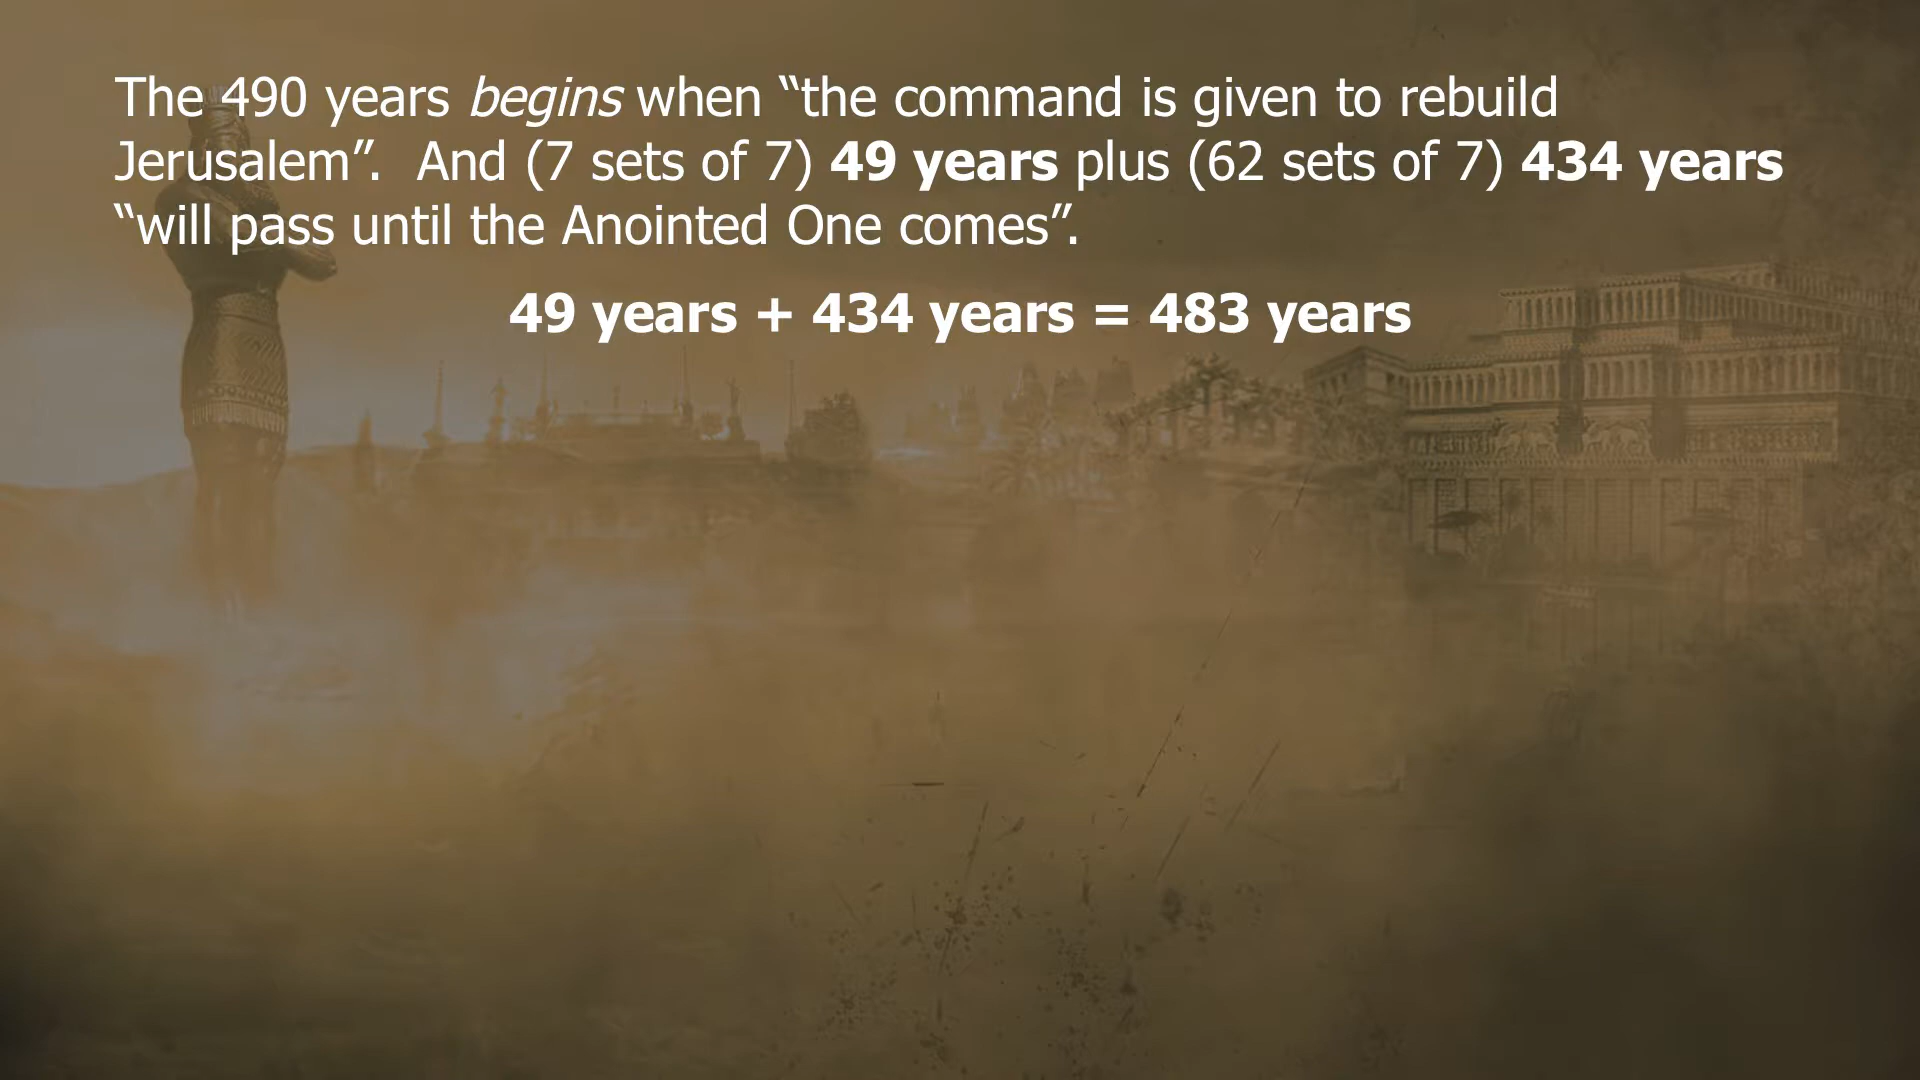 The 490 years begins when “the command is given to rebuild
Jerusalem”.  And (7 sets of 7) 49 years plus (62 sets of 7) 434 years
“will pass until the Anointed One comes”.
49 years + 434 years = 483 years